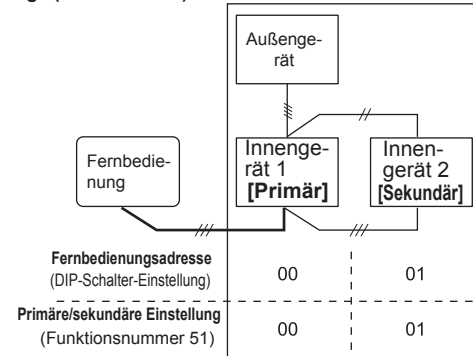 Außenge-
rät
Fernbedie-
nung
Innenge-
rät 1
[Primär]
Innen-
gerät 2
[Sekundär]
Fernbedienungsadresse
(DIP-Schalter-Einstellung)
00
01
Primäre/sekundäre Einstellung
(Funktionsnummer 51)
00
01